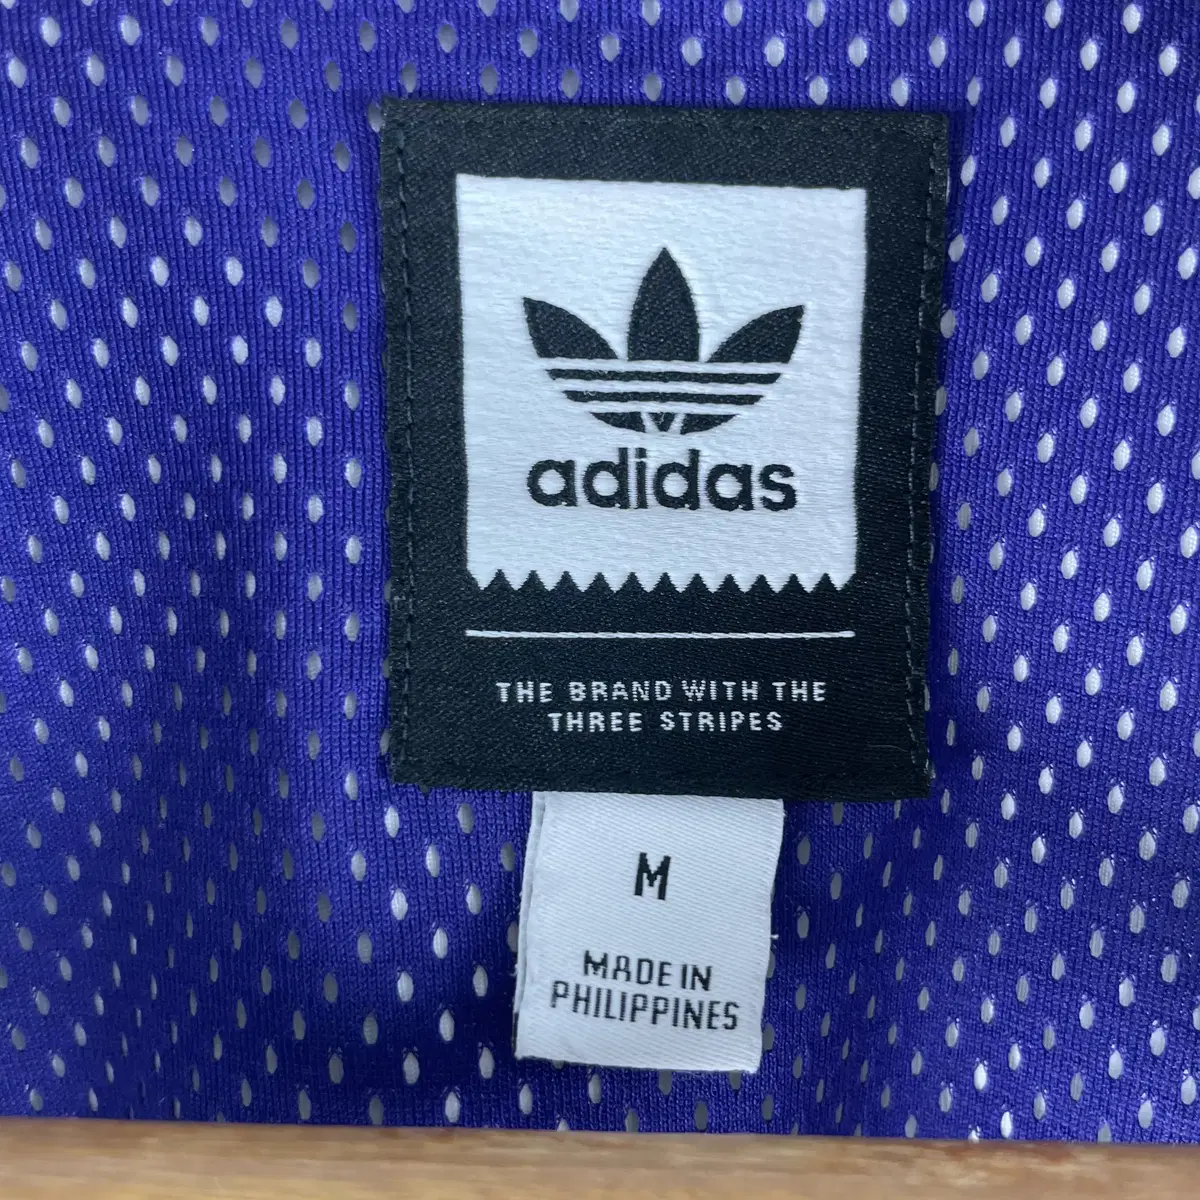 adidas
THE BRAND WITH THE
THREE STRIPES
M
MADE IN
PHILIPPINES